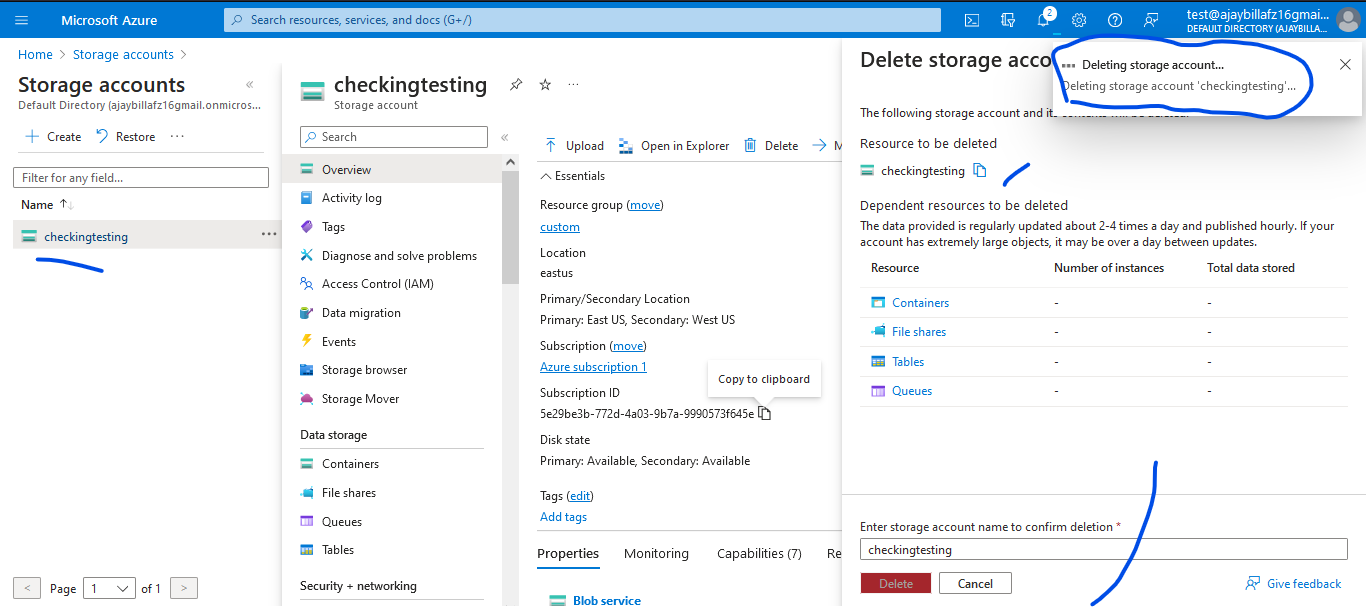 Microsoft Azure
Search resources, services, and docs (G+/)
2
test@ajaybillafz16gmai...
DEFAULT DIRECTORY (AJAYBILLA...
Home > Storage accounts >
Storage accounts
«
Default Directory (ajaybillafz16gmail.onmicros...
+ Create
Restore
...
Filter for any field...
Name ↑↓
checkingtesting
...
< Page 1 of 1 >
checkingtesting
...
Storage account
Search
«
Overview
Activity log
Tags
Diagnose and solve problems
Access Control (IAM)
Data migration
Events
Storage browser
Storage Mover
Data storage
Containers
File shares
Queues
Tables
Security + networking
Upload
Open in Explorer
Delete
M
Essentials
Resource group (move)
custom
Location
eastus
Primary/Secondary Location
Primary: East US, Secondary: West US
Subscription (move)
Azure subscription 1
Subscription ID
5e29be3b-772d-4a03-9b7a-9990573f645e
Copy to clipboard
Disk state
Primary: Available, Secondary: Available
Tags (edit)
Add tags
Properties Monitoring Capabilities (7) Re
Blob service
Delete storage acco
Deleting storage account...
Deleting storage account 'checkingtesting'...
The following storage account and its contents will be deleted.
Resource to be deleted
checkingtesting
Dependent resources to be deleted
The data provided is regularly updated about 2-4 times a day and published hourly. If your
account has extremely large objects, it may be over a day between updates.
Resource Number of instances Total data stored
Containers - -
File shares - -
Tables - -
Queues - -
Enter storage account name to confirm deletion *
checkingtesting
Delete
Cancel
Give feedback